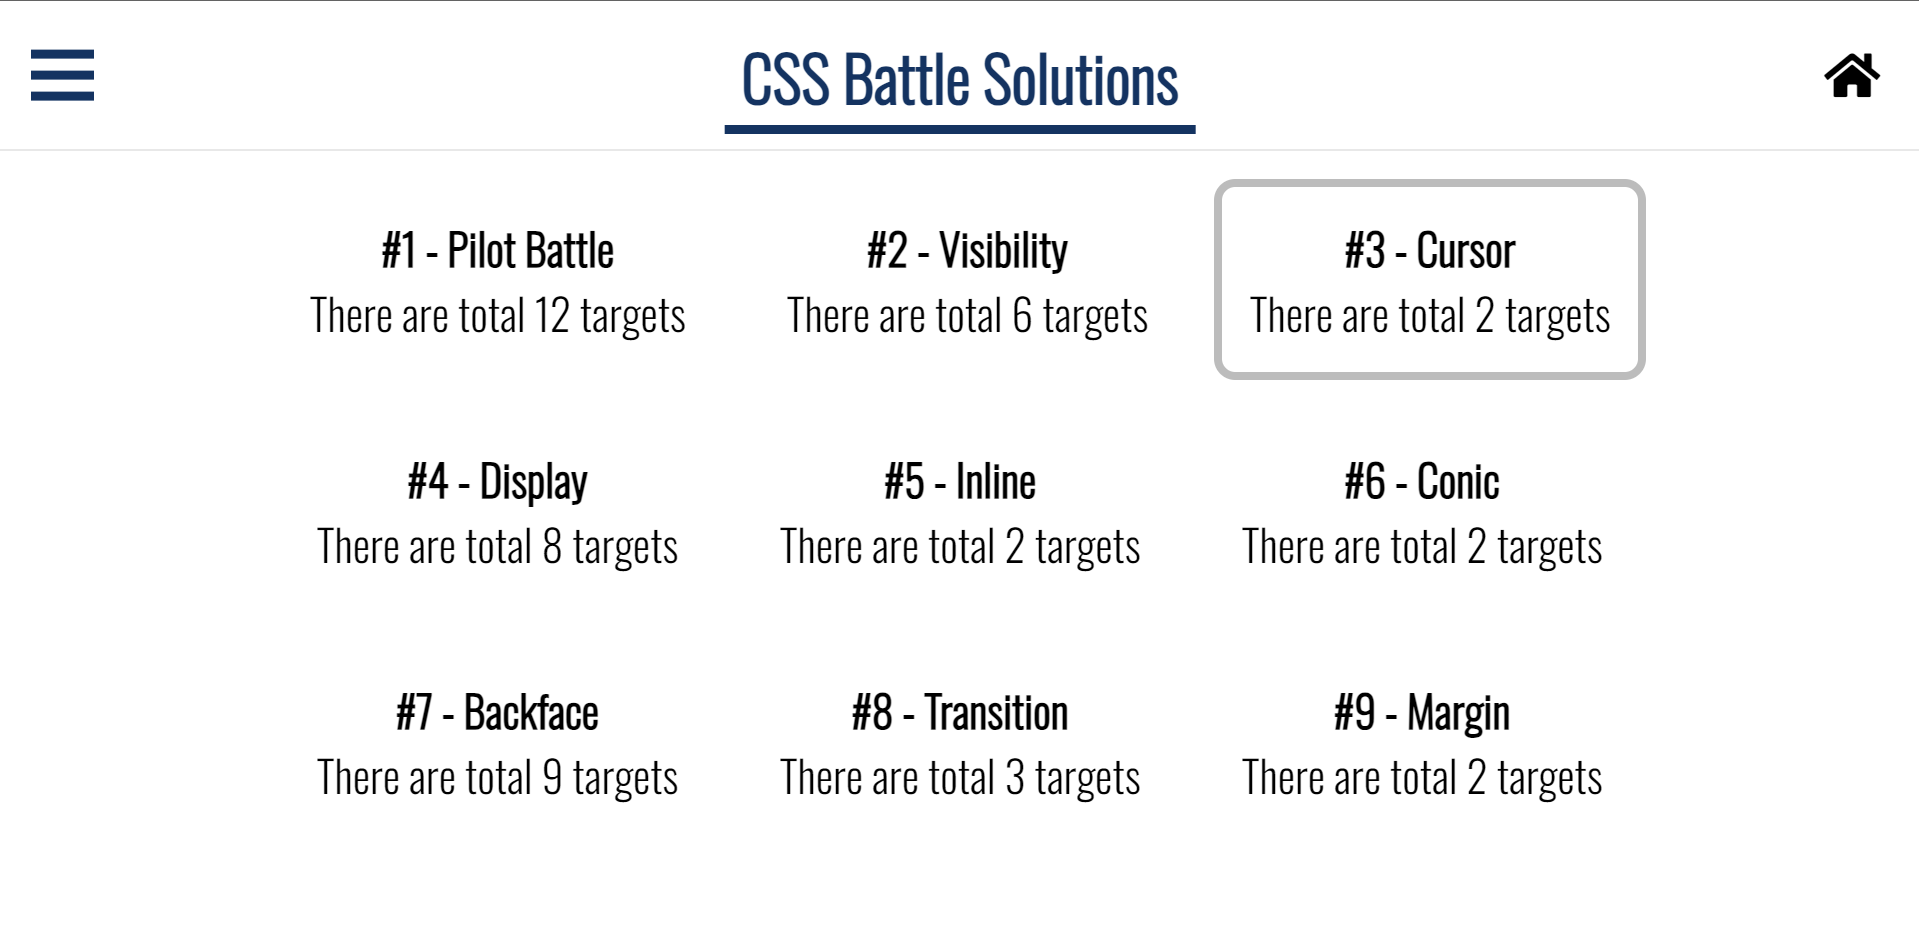 CSS Battle Solutions
#1 - Pilot Battle
There are total 12 targets
#2 - Visibility
There are total 6 targets
#3 - Cursor
There are total 2 targets
#4 - Display
There are total 8 targets
#5 - Inline
There are total 2 targets
#6 - Conic
There are total 2 targets
#7 - Backface
There are total 9 targets
#8 - Transition
There are total 3 targets
#9 - Margin
There are total 2 targets